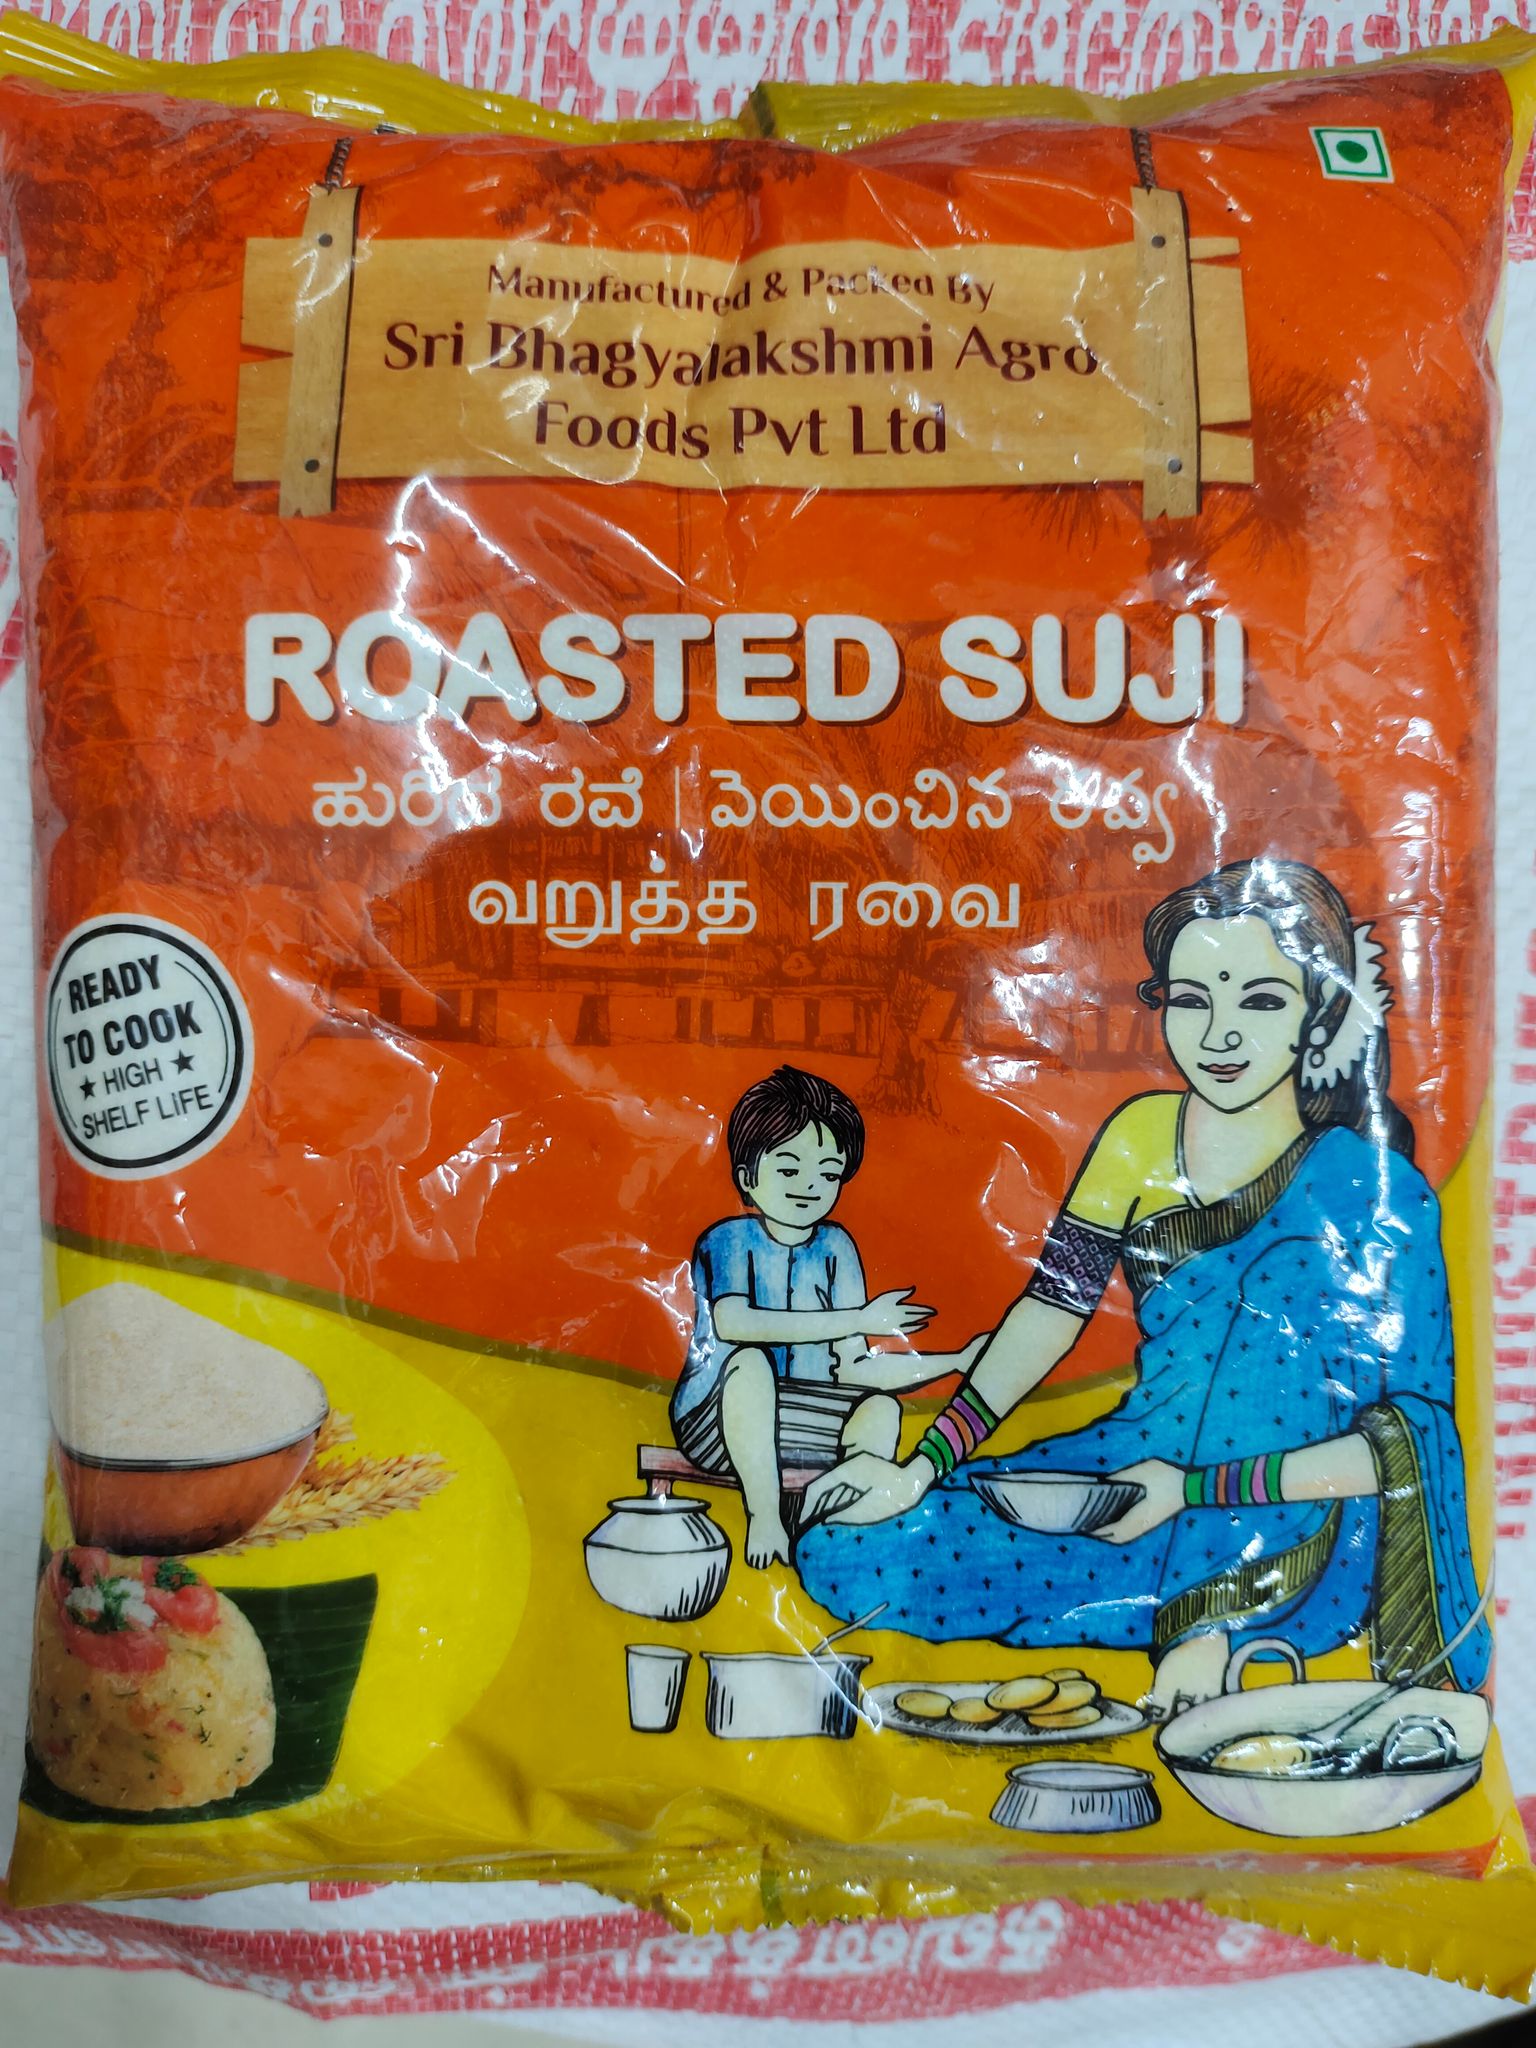 Manufactured & Packed By
Sri Bhagyalakshmi Agro
Foods Pvt Ltd
ROASTED SUJI
ಹುರಿದ ರವೆ | వెయించిన రవ్వ
வறுத்த ரவை
READY
TO COOK
★ HIGH ★
SHELF LIFE